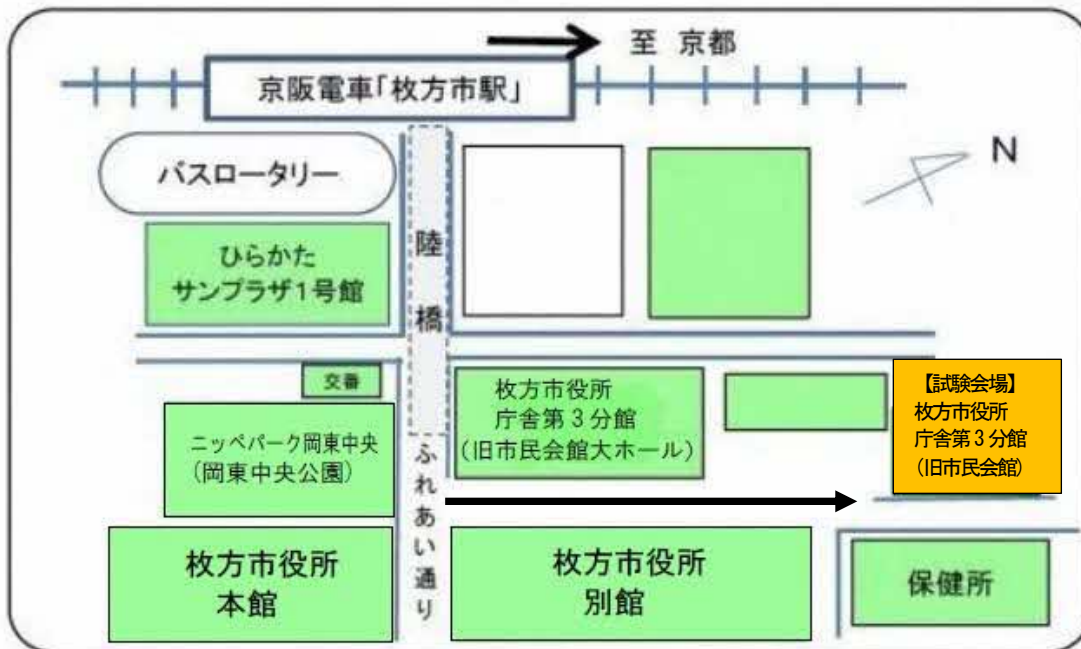 至 京都
京阪電車「枚方市駅」
N
バスロータリー
陸橋
ひらかた
サンプラザ1号館
交番
枚方市役所
庁舎第3分館
(旧市民会館大ホール)
【試験会場】
枚方市役所
庁舎第3分館
(旧市民会館)
ニッペパーク岡東中央
(岡東中央公園)
ふれあい通り
枚方市役所
本館
枚方市役所
別館
保健所